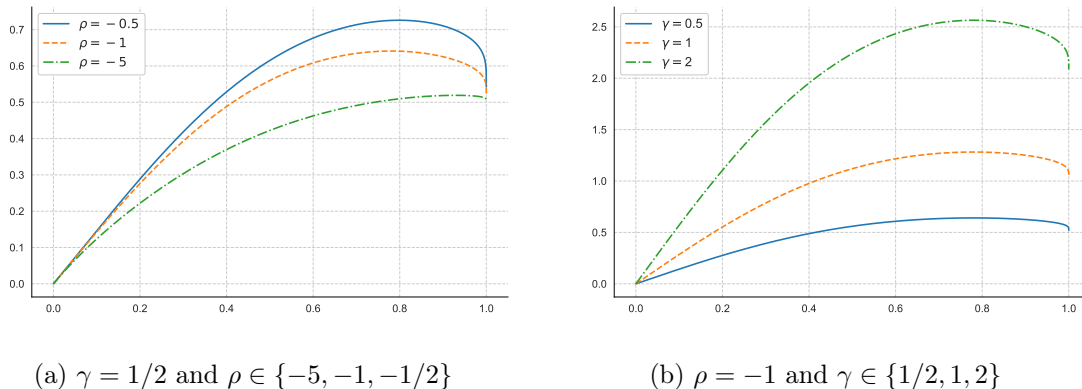 0.7
0.6
0.5
0.4
0.3
0.2
0.1
0.0
ρ = − 0.5
ρ = − 1
ρ = − 5
0.0 0.2 0.4 0.6 0.8 1.0
2.5
2.0
1.5
1.0
0.5
0.0
γ = 0.5
γ = 1
γ = 2
0.0 0.2 0.4 0.6 0.8 1.0
(a) γ = 1/2 and ρ ∈ {−5, −1, −1/2}
(b) ρ = −1 and γ ∈ {1/2, 1, 2}